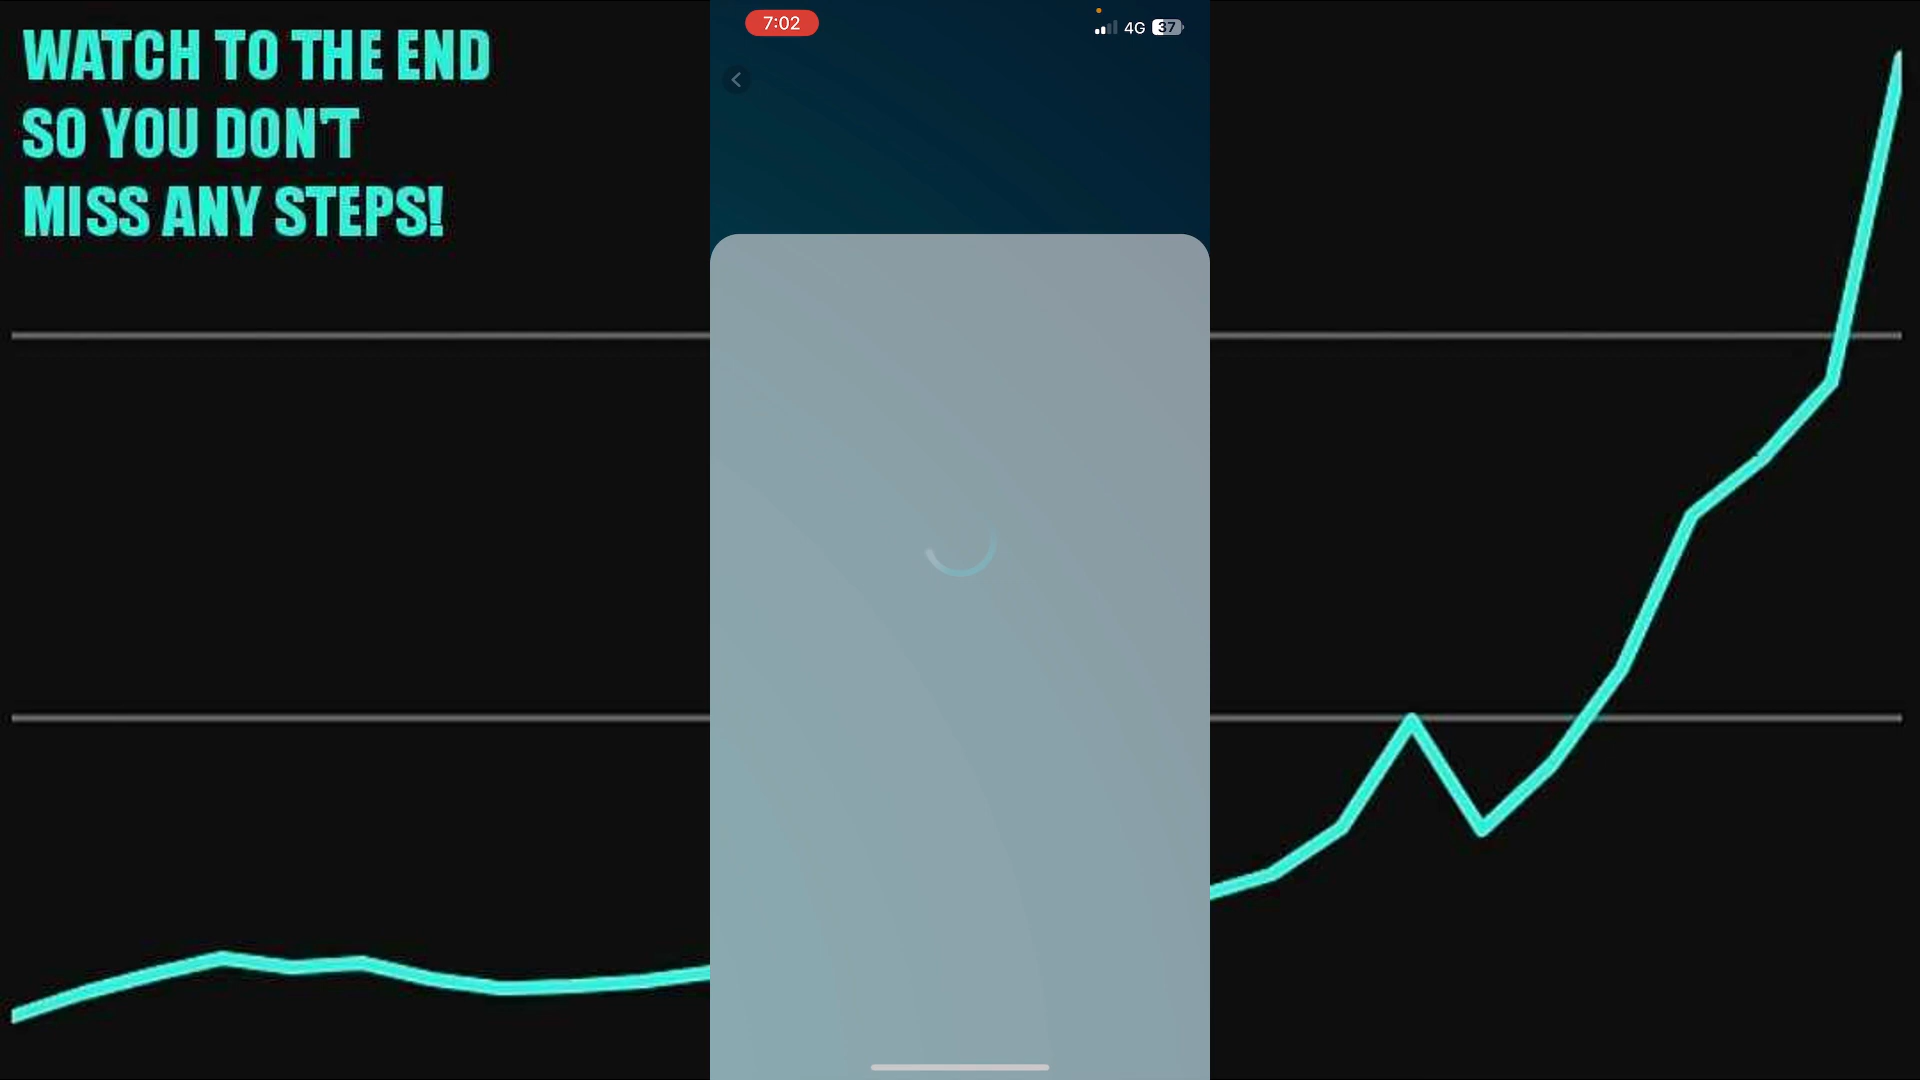 WATCH TO THE END
SO YOU DON'T
MISS ANY STEPS!
7:02
4G 37